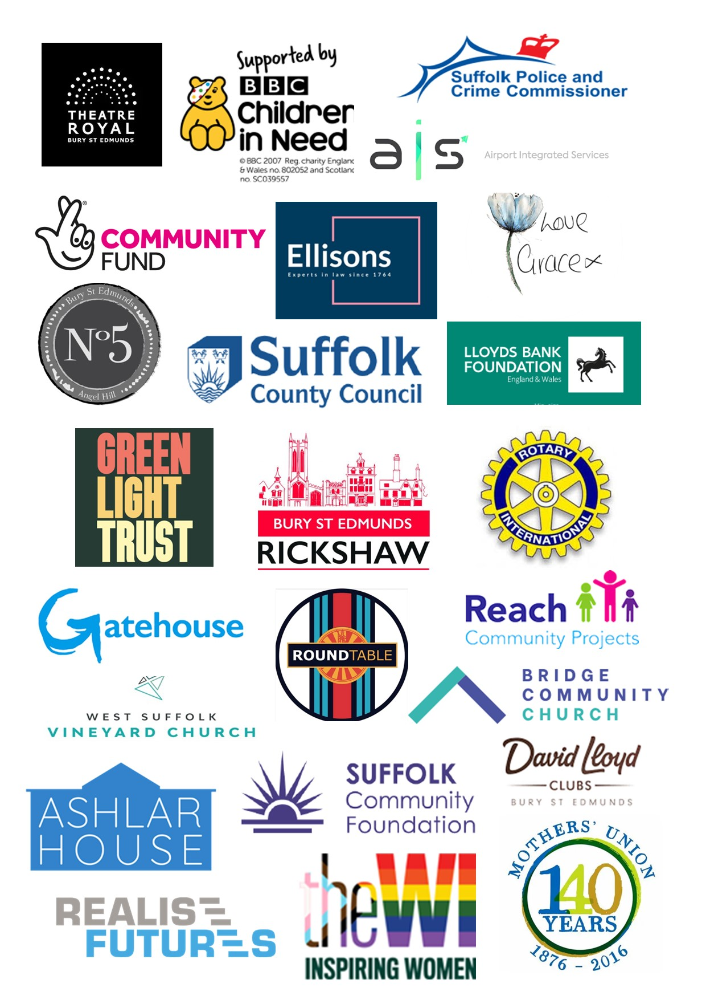 THEATRE
ROYAL
BURY ST EDMUNDS
Supported by
BBC
Children
in Need
© BBC 2007 Reg. charity England
& Wales no. 802052 and Scotland
no. SC039557
Suffolk Police and
Crime Commissioner
ais
Airport Integrated Services
®
COMMUNITY
FUND
Ellisons
Experts in law since 1764
Love
Grace x
Bury St Edmunds
Nº5
Angel Hill
Suffolk
County Council
LLOYDS BANK
FOUNDATION
England & Wales
GREEN
LIGHT
TRUST
BURY ST EDMUNDS
RICKSHAW
ROTARY
INTERNATIONAL
Gatehouse
ROUNDTABLE
Reach
Community Projects
WEST SUFFOLK
VINEYARD CHURCH
BRIDGE
COMMUNITY
CHURCH
David Lloyd
CLUBS
BURY ST EDMUNDS
ASHLAR
HOUSE
SUFFOLK
Community
Foundation
MOTHERS' UNION
140
YEARS
1876 - 2016
REALISE
FUTURES
theWI
INSPIRING WOMEN